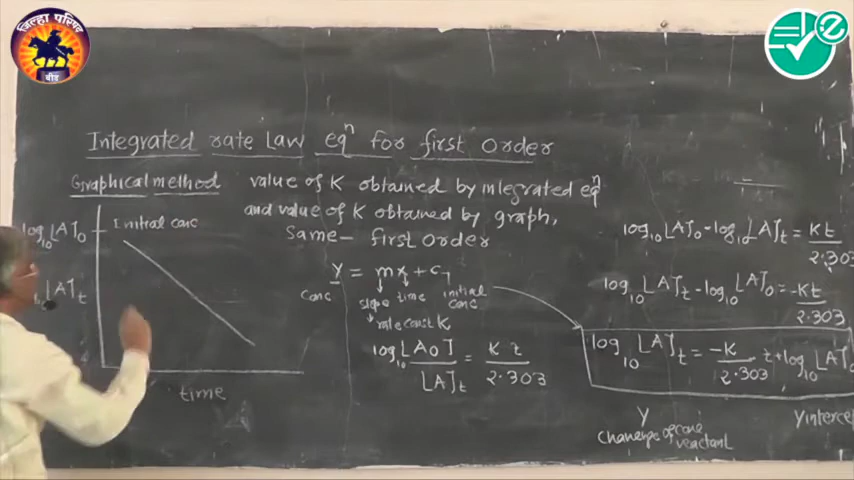 जिल्हा परिषद
बीड
e
Integrated rate Law eqn for first Order
Graphical method
value of K obtained by integrated eqn
and value of K obtained by graph,
Same - first Order
log10[A]0
Initial conc
[A]t
time
y = mx + c
conc
slope time initial conc
rate const K
log10 [A0] / [A]t = K t / 2.303
log10[A]0 - log10[A]t = Kt / 2.303
log10[A]t - log10[A]0 = -Kt / 2.303
log10[A]t = -K / 2.303 t + log10[A]0
Y
Changes of conc reactant